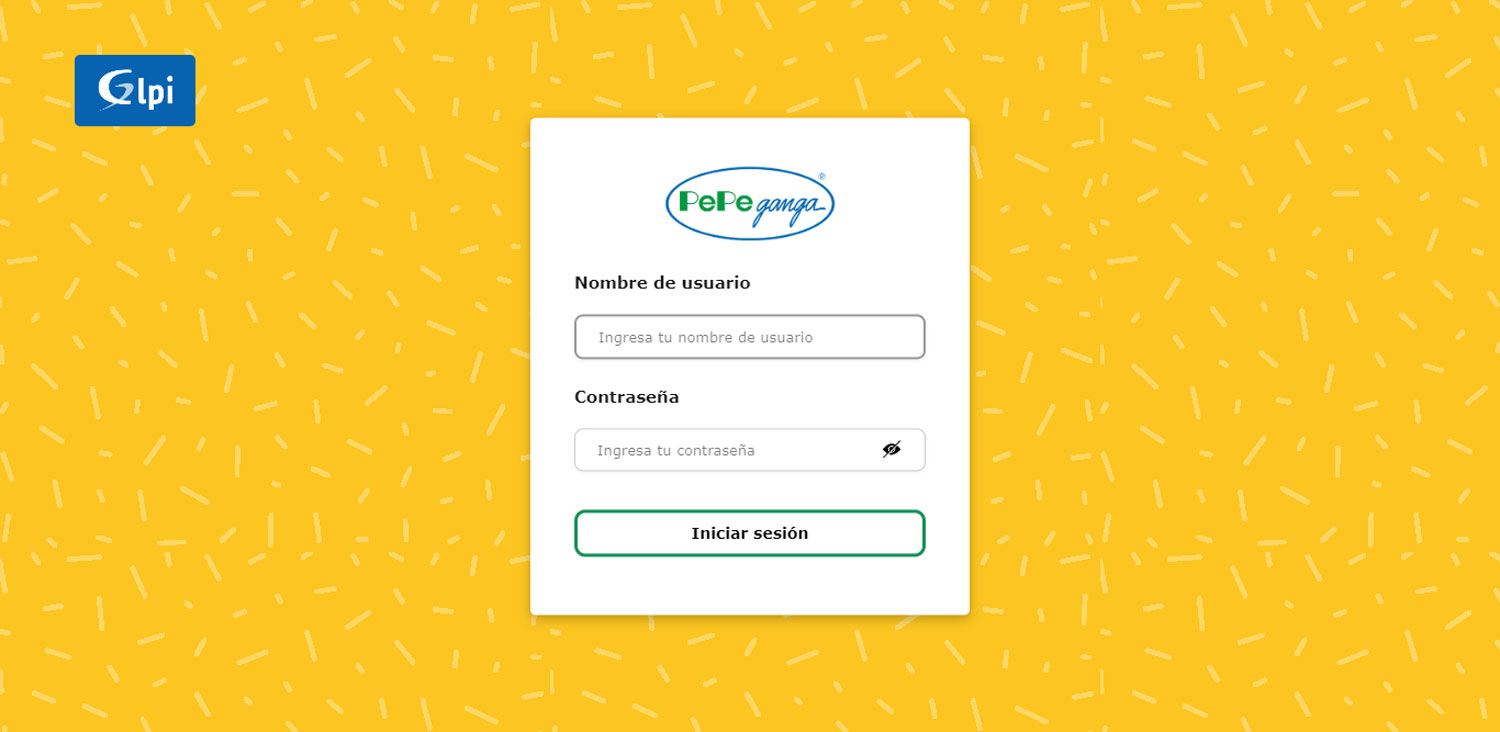 Glpi
PePe ganga®
Nombre de usuario
Ingresa tu nombre de usuario
Contraseña
Ingresa tu contraseña
Iniciar sesión